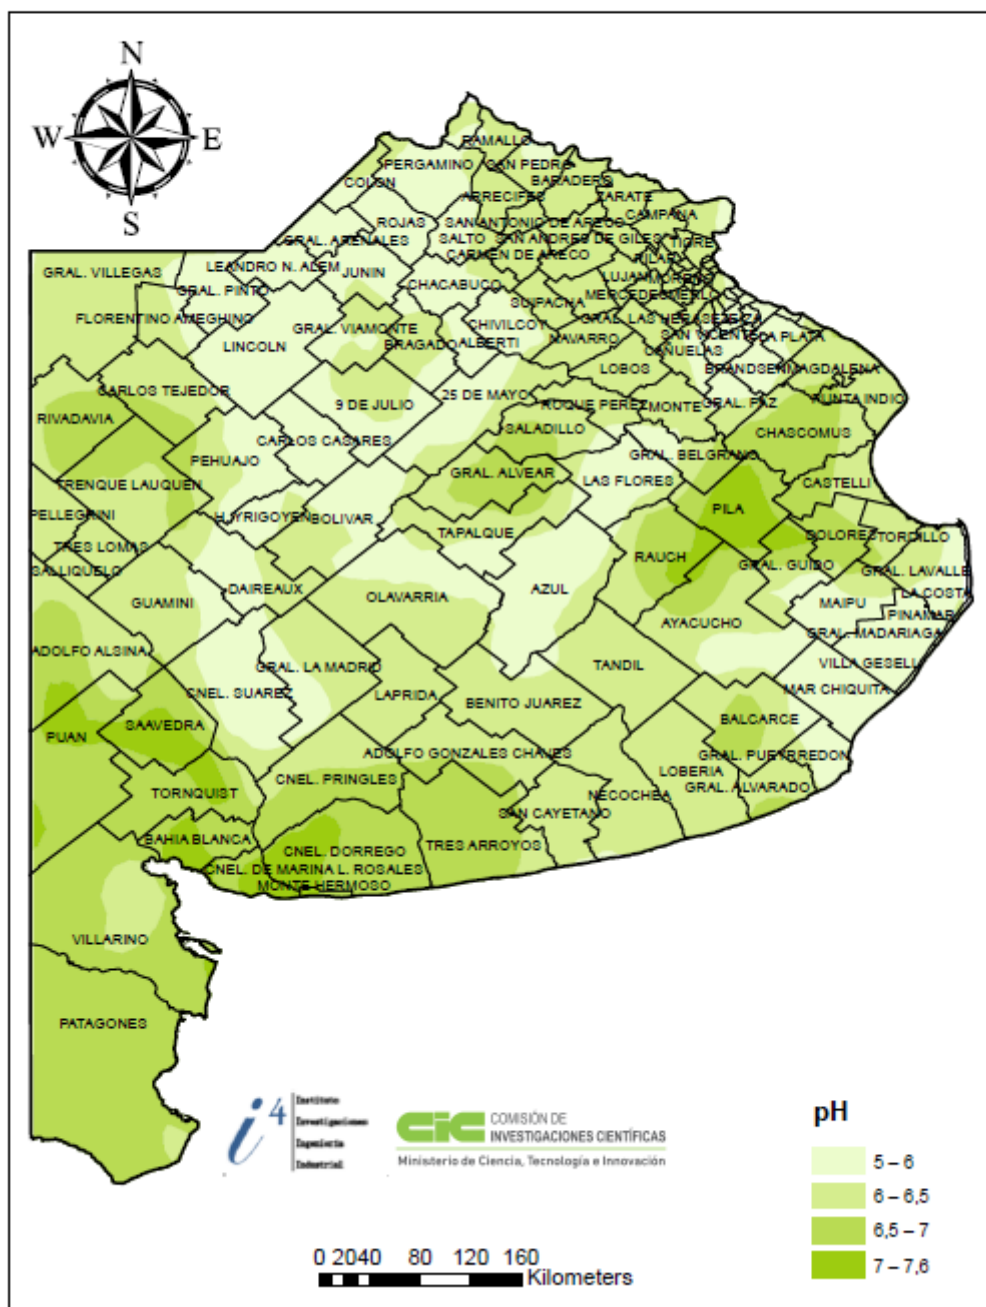 N
W E
S
RAMALLO
PERGAMINO
SAN PEDRO
COLON
BARADERO
ARRECIFES
ZARATE
ROJAS
SAN ANTONIO DE ARECO
CAMPANA
GRAL. ARENALES
SALTO
SAN ANDRES DE GILES
TIGRE
CARMEN DE ARECO
PILAR
GRAL. VILLEGAS
LEANDRO N. ALEM
JUNIN
LUJAN
MORENO
GRAL. PINTO
CHACABUCO
SUIPACHA
MERCEDES
MERLO
FLORENTINO AMEGHINO
GRAL. VIAMONTE
CHIVILCOY
GRAL. LAS HERAS
EZEIZA
LINCOLN
BRAGADO
ALBERTI
NAVARRO
SAN VICENTE
LA PLATA
CAÑUELAS
CARLOS TEJEDOR
LOBOS
BRANDSEN
MAGDALENA
25 DE MAYO
RIVADAVIA
9 DE JULIO
ROQUE PEREZ
MONTE
GRAL. PAZ
PUNTA INDIO
SALADILLO
CHASCOMUS
CARLOS CASARES
PEHUAJO
GRAL. BELGRANO
GRAL. ALVEAR
LAS FLORES
TRENQUE LAUQUEN
CASTELLI
PELLEGRINI
H. YRIGOYEN
BOLIVAR
PILA
TAPALQUE
DOLORES
TORDILLO
TRES LOMAS
RAUCH
GRAL. GUIDO
SALLIQUELO
GRAL. LAVALLE
DAIREAUX
OLAVARRIA
AZUL
LA COSTA
GUAMINI
MAIPU
PINAMAR
AYACUCHO
GRAL. MADARIAGA
ADOLFO ALSINA
GRAL. LA MADRID
TANDIL
VILLA GESELL
CNEL. SUAREZ
LAPRIDA
MAR CHIQUITA
BENITO JUAREZ
SAAVEDRA
BALCARCE
PUAN
ADOLFO GONZALES CHAVES
GRAL. PUEYRREDON
CNEL. PRINGLES
LOBERIA
TORNQUIST
NECOCHEA
GRAL. ALVARADO
SAN CAYETANO
BAHIA BLANCA
CNEL. DORREGO
TRES ARROYOS
CNEL. DE MARINA L. ROSALES
MONTE HERMOSO
VILLARINO
PATAGONES
i4
Instituto
Investigaciones
Ingeniería
Industrial
CIC
COMISIÓN DE
INVESTIGACIONES CIENTÍFICAS
Ministerio de Ciencia, Tecnología e Innovación
pH
5 – 6
6 – 6,5
6,5 – 7
7 – 7,6
0 20 40 80 120 160
Kilometers